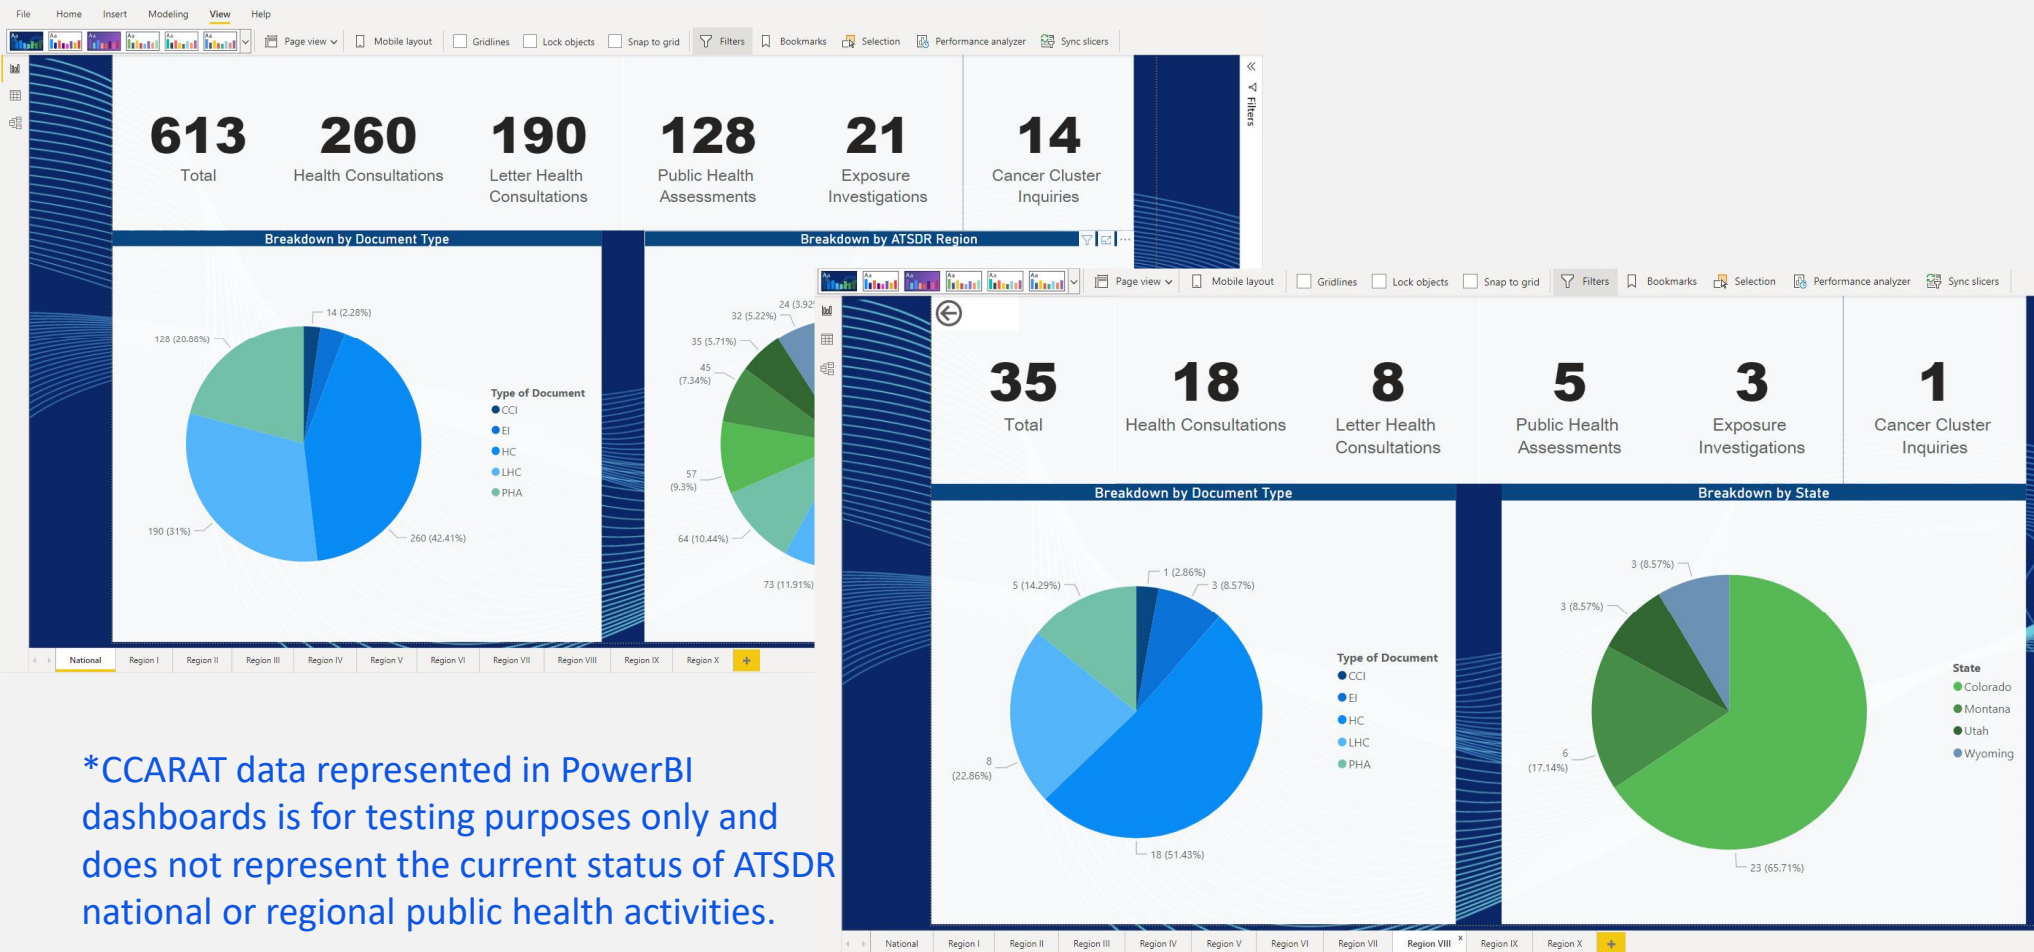 File Home Insert Modeling View Help
Page view Mobile layout Gridlines Lock objects Snap to grid Filters Bookmarks Selection Performance analyzer Sync slicers
Filters
613 260 190 128 21 14
Total Health Consultations Letter Health Public Health Exposure Cancer Cluster
Consultations Assessments Investigations Inquiries
Breakdown by Document Type
14 (2.28%)
128 (20.88%)
190 (31%)
260 (42.41%)
Type of Document
CCI
EI
HC
LHC
PHA
Breakdown by ATSDR Region
24 (3.92
32 (5.22%)
35 (5.71%)
45
(7.34%)
57
(9.3%)
64 (10.44%)
73 (11.91%)
National Region I Region II Region III Region IV Region V Region VI Region VII Region VIII Region IX Region X +
Page view Mobile layout Gridlines Lock objects Snap to grid Filters Bookmarks Selection Performance analyzer Sync slicers
35 18 8 5 3 1
Total Health Consultations Letter Health Public Health Exposure Cancer Cluster
Consultations Assessments Investigations Inquiries
Breakdown by Document Type
1 (2.86%)
5 (14.29%)
3 (8.57%)
8
(22.86%)
18 (51.43%)
Type of Document
CCI
EI
HC
LHC
PHA
Breakdown by State
3 (8.57%)
3 (8.57%)
6
(17.14%)
23 (65.71%)
State
Colorado
Montana
Utah
Wyoming
National Region I Region II Region III Region IV Region V Region VI Region VII Region VIII x Region IX Region X +
*CCARAT data represented in PowerBI
dashboards is for testing purposes only and
does not represent the current status of ATSDR
national or regional public health activities.